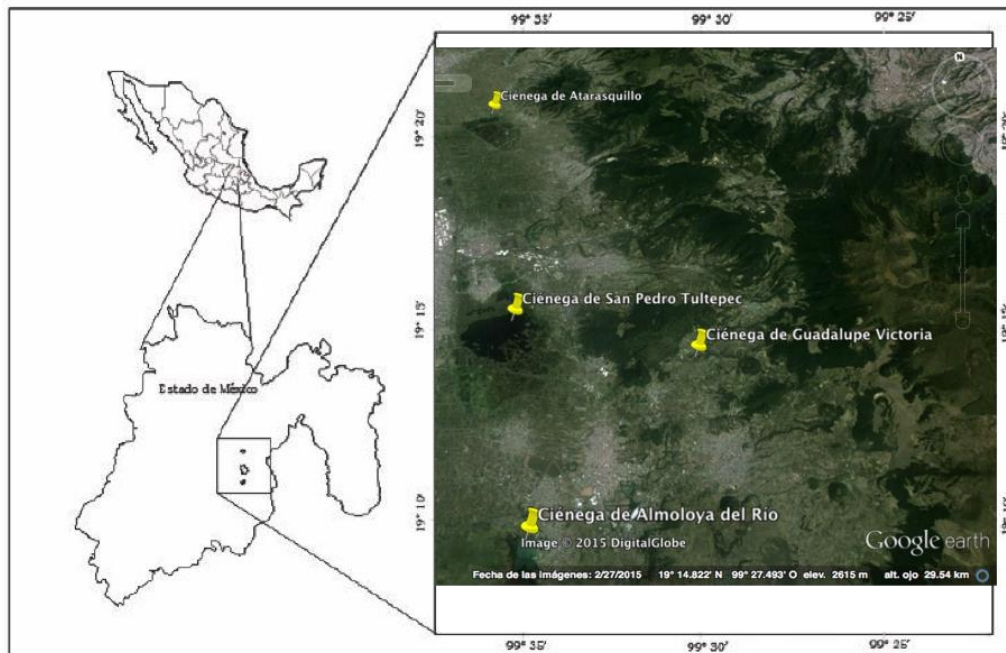 99° 35' 99° 30' 99° 25'
N
Ciénega de Atarasquillo
19° 20'
Ciénega de San Pedro Tultepec
19° 15'
Ciénega de Guadalupe Victoria
Estado de México
19° 10'
Ciénega de Almoloya del Río
Image © 2015 DigitalGlobe
Google earth
Fecha de las imágenes: 2/27/2015 19° 14.822' N 99° 27.493' O elev. 2615 m alt. ojo 29.54 km
99° 35' 99° 30' 99° 25'